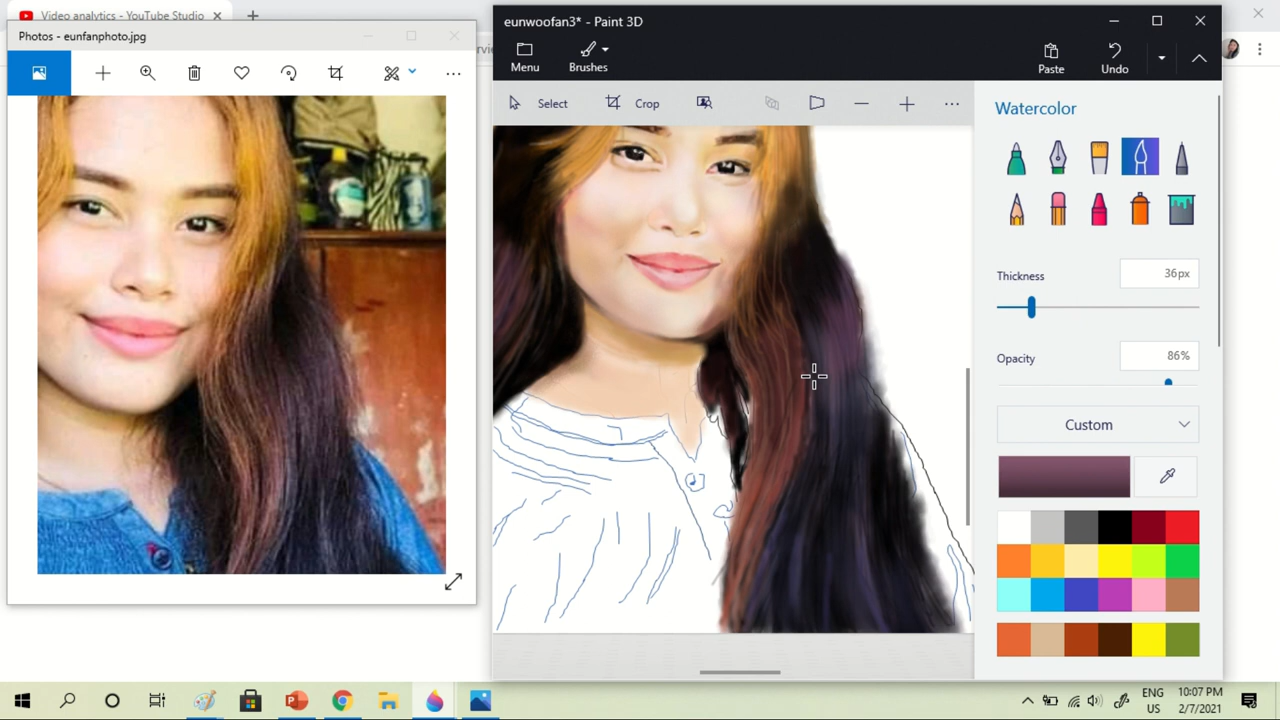 Video analytics - YouTube Studio
Photos - eunfanphoto.jpg
eunwoofan3* - Paint 3D
Menu
Brushes
Paste
Undo
Select
Crop
Watercolor
Thickness
36px
Opacity
86%
Custom
ENG
US
10:07 PM
2/7/2021